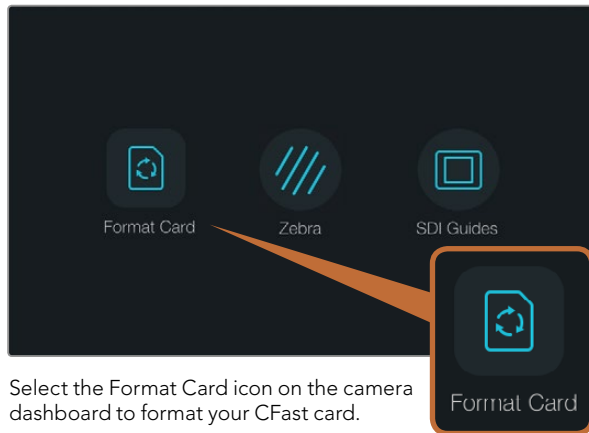 Format Card
Zebra
SDI Guides
Format Card
Select the Format Card icon on the camera
dashboard to format your CFast card.